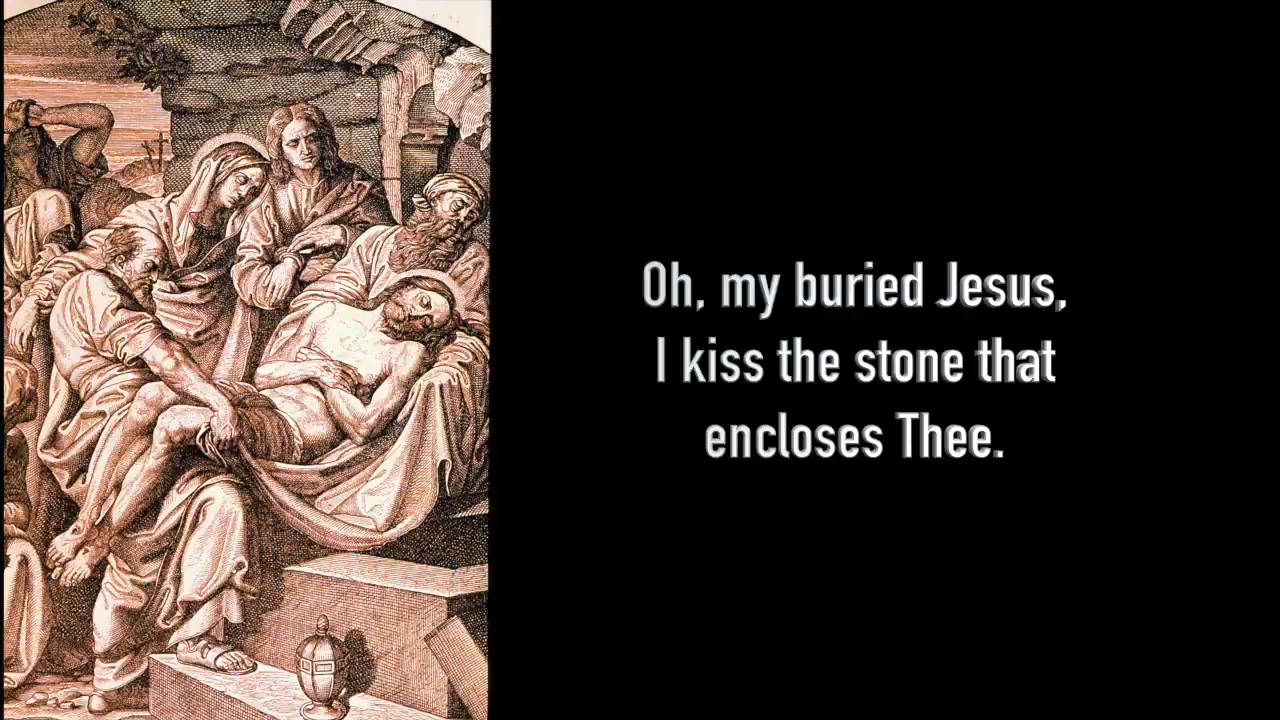 Oh, my buried Jesus,
I kiss the stone that
encloses Thee.